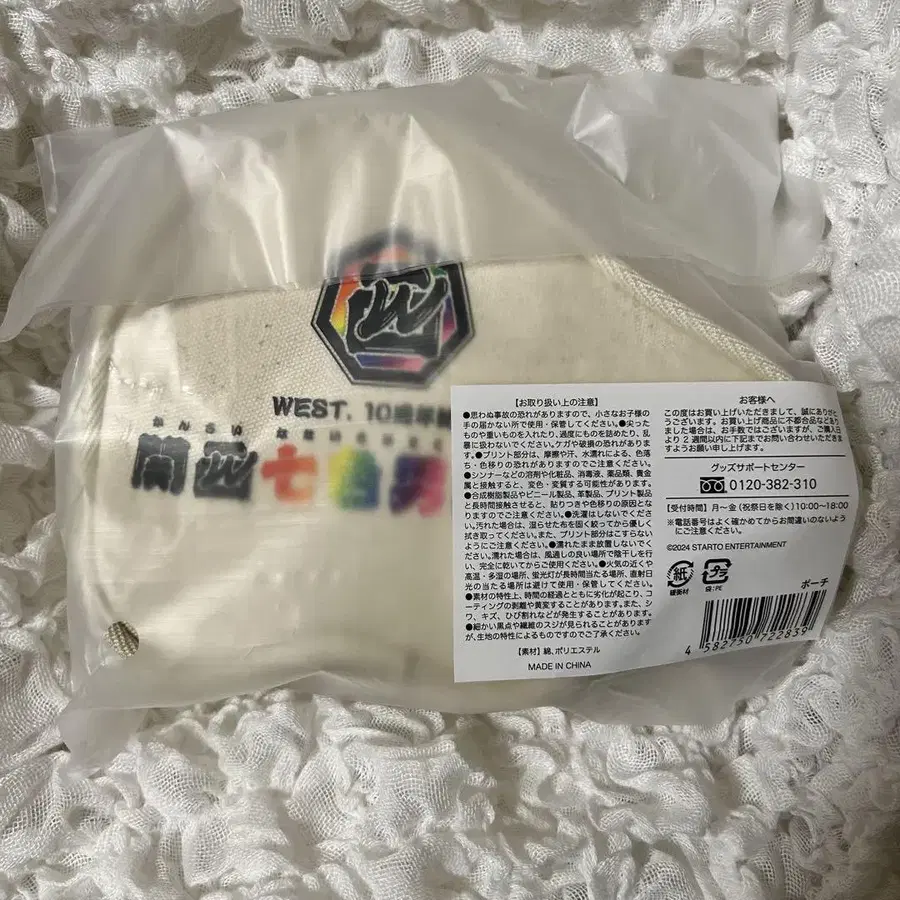 WEST. 10周年
かんさい
関西七色男
【お取り扱い上の注意】
●思わぬ事故の恐れがありますので、小さなお子様の
手の届かない所で使用・保管してください。●尖った
ものや重いものを入れたり、過度にものを詰めたり、乱
暴に扱わないでください。ケガや破損の恐れがあります。
●プリント部分は、摩擦や汗、水濡れによる、色落
ち・色移りの恐れがありますのでご注意ください。
●シンナーなどの溶剤や化粧品、消毒液、薬品類、貴金
属と接触すると、変色・変質する可能性があります。
●合成樹脂製品やビニール製品、革製品、プリント製品
と長時間接触させると、貼りつきや色移りの原因となり
ますのでご注意ください。●洗濯はしないでくださ
い。汚れた場合は、湿らせた布を固く絞ってから優しく
拭き取ってください。また、プリント部分はこすらない
ようにご注意ください。●濡れたまま放置しないでく
ださい。濡れた場合は、風通しの良い場所で陰干しを行
い、完全に乾いてからご使用ください。●火気の近くや
高温・多湿の場所、蛍光灯が長時間当たる場所、直射日
光の当たる場所は避けて使用・保管してください。
●素材の特性上、時間の経過とともに劣化が起こり、コ
ーティングの剥離や黄変することがあります。また、シ
ワ、キズ、ひび割れなどが発生することがあります。
●細かい黒点や繊維のスジが見られることがあります
が、生地の特性によるものですのでご了承ください。
【素材】綿、ポリエステル
MADE IN CHINA
お客様へ
この度はお買い上げいただきまして、誠にありがと
うございます。お買い上げ商品に不都合な点などあり
ました場合は、お手数ではございますが、ご購入日
より2週間以内に下記までお問い合わせいただきま
すようお願い申し上げます。
グッズサポートセンター
0120-382-310
【受付時間】月〜金(祝祭日を除く)10:00〜18:00
※電話番号はよく確かめてからお間違いのないよう
にご注意ください。
©2024 STARTO ENTERTAINMENT
紙
緩衝材
プラ
袋:PE
ポーチ
4 582750 722839